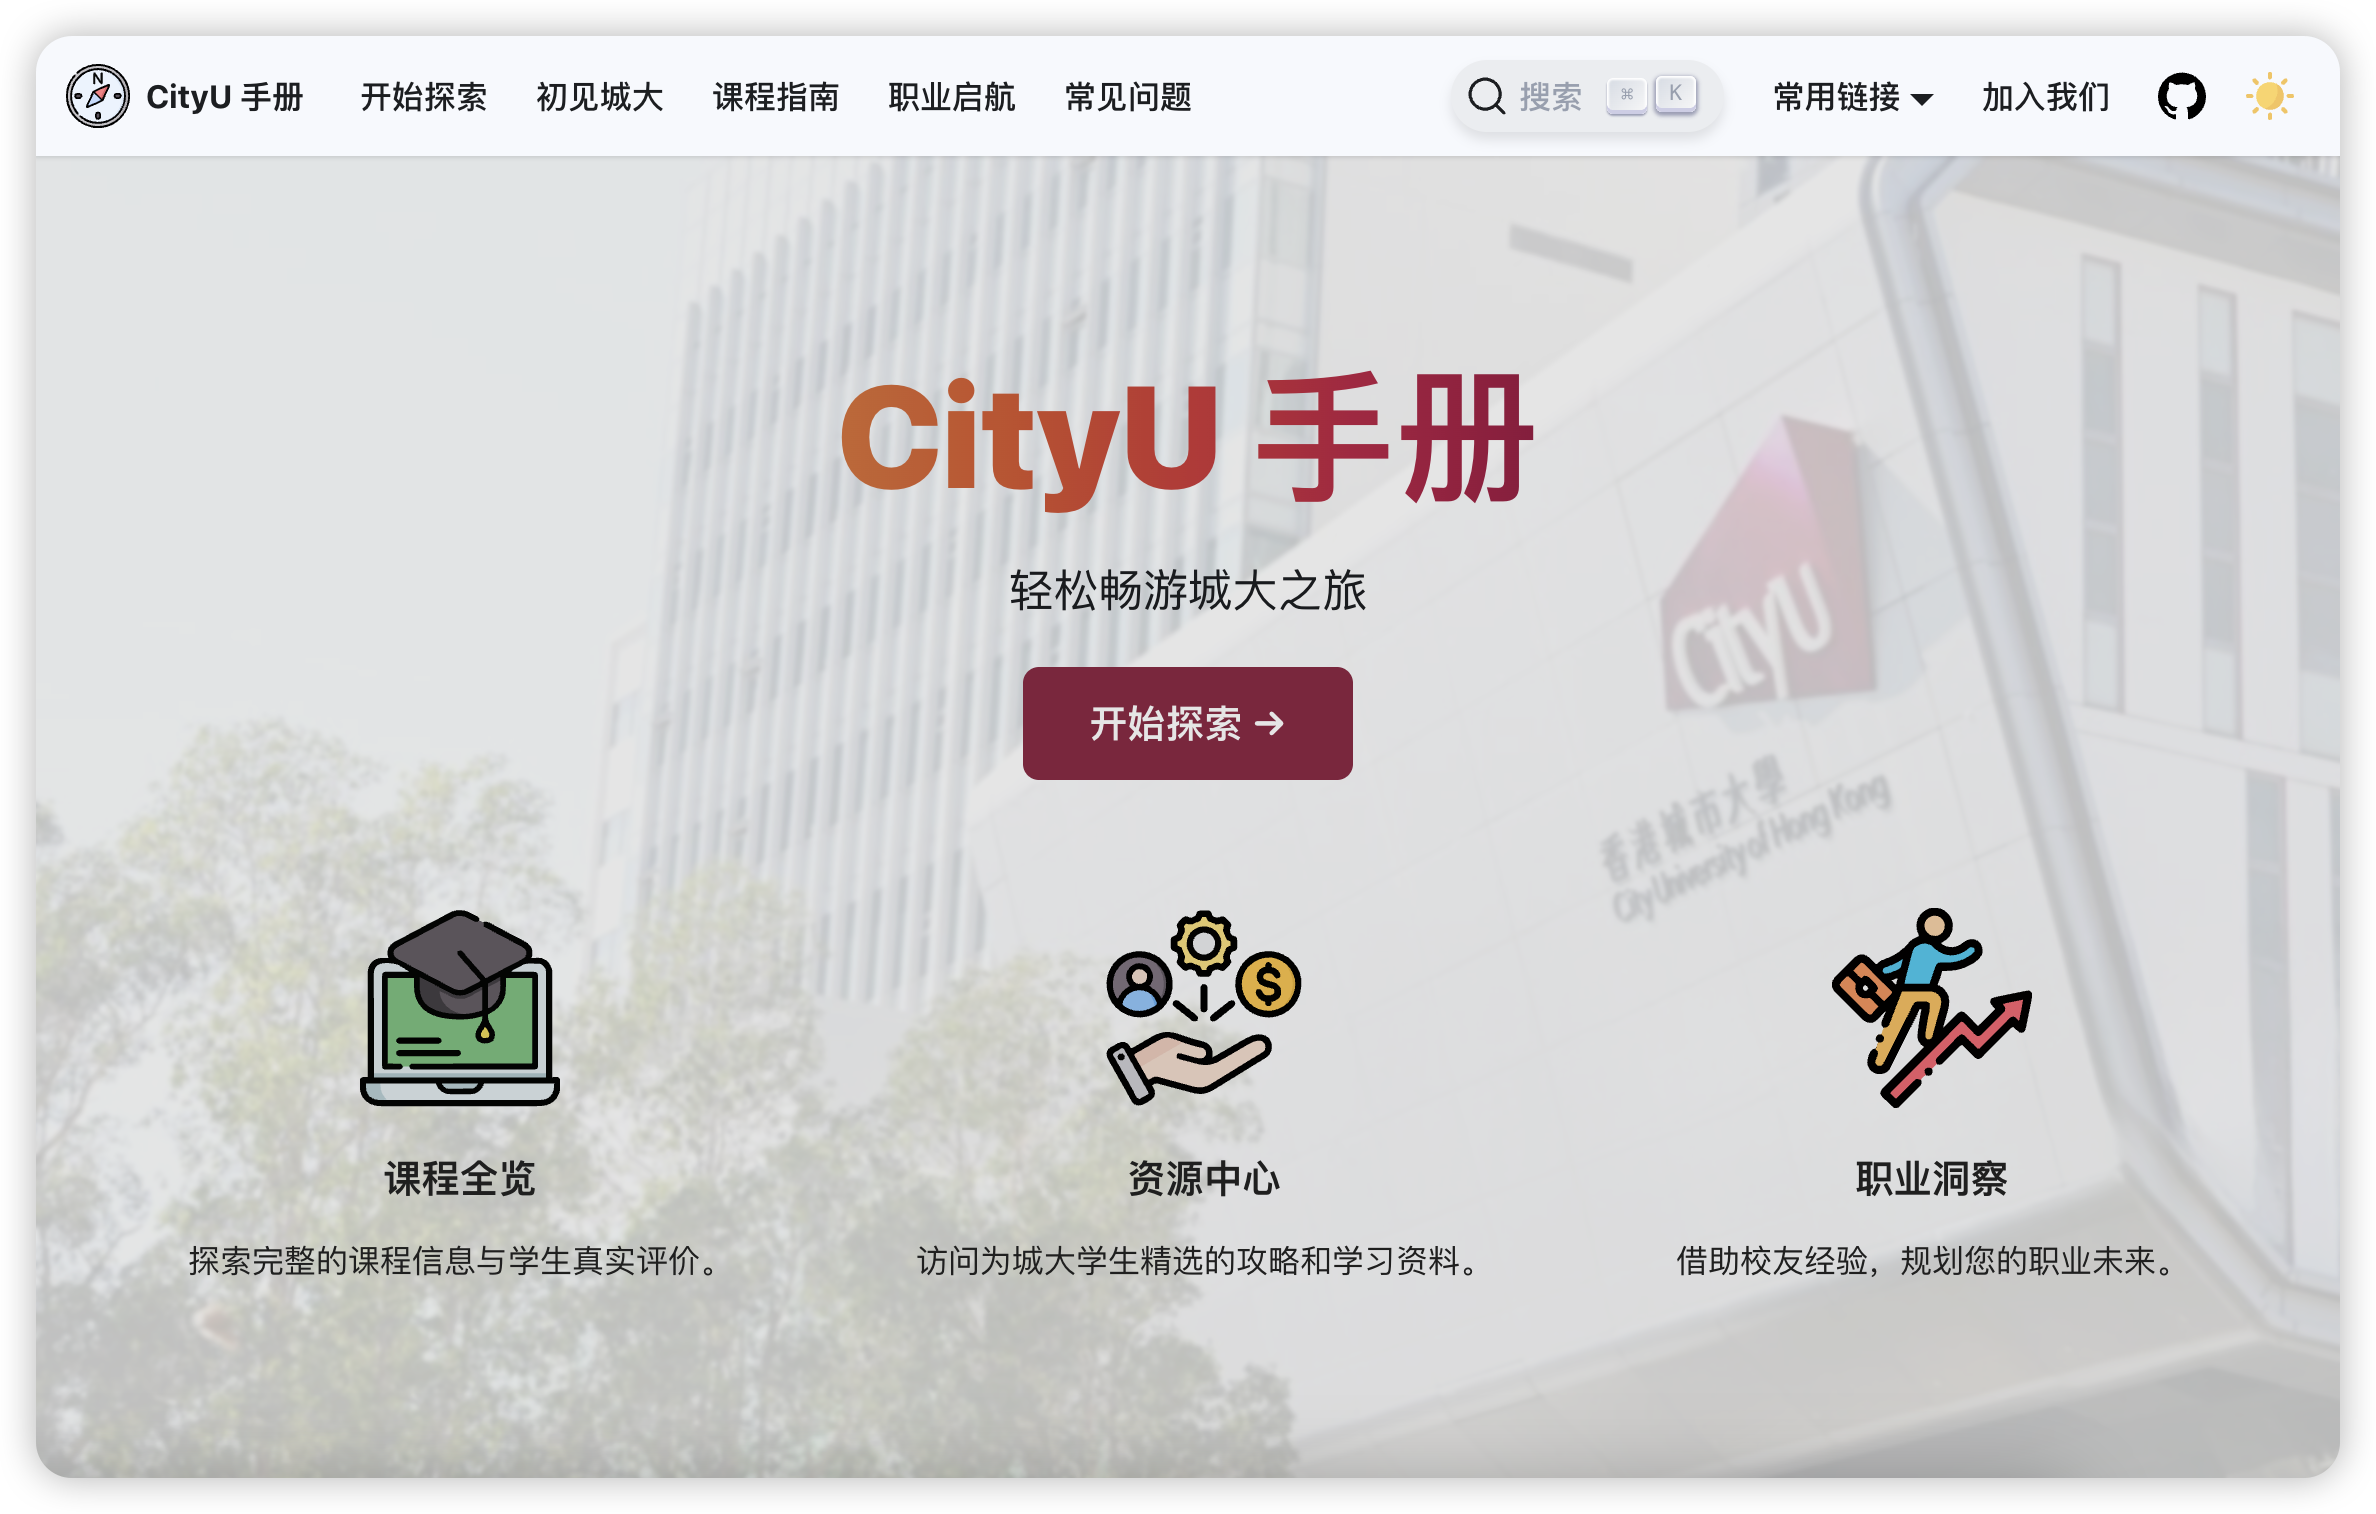 N
CityU 手册 开始探索 初见城大 课程指南 职业启航 常见问题 搜索 ⌘ K 常用链接 加入我们
CityU 手册
轻松畅游城大之旅
开始探索 →
CityU
香港城市大學
City University of Hong Kong
$
课程全览 资源中心 职业洞察
探索完整的课程信息与学生真实评价。 访问为城大学生精选的攻略和学习资料。 借助校友经验，规划您的职业未来。